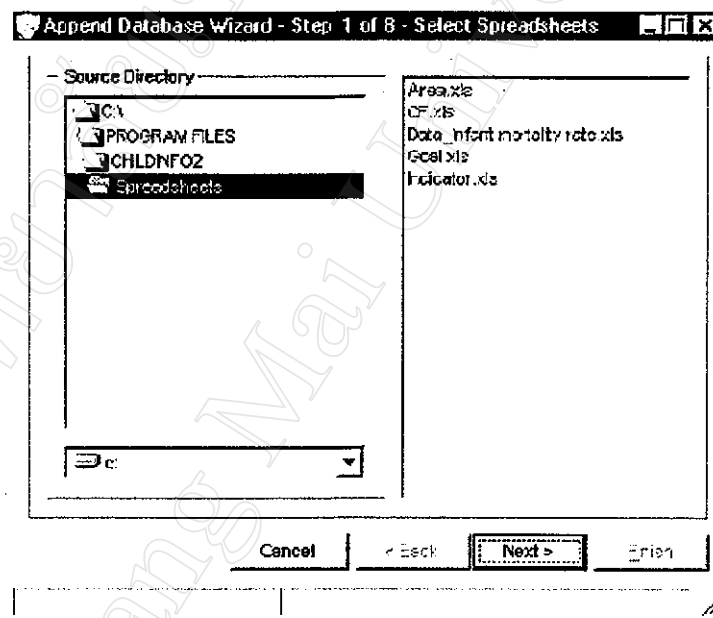 Append Database Wizard - Step 1 of 8 - Select Spreadsheets
Source Directory
C:\
PROGRAM FILES
CHLDNFO2
Spreadsheets
c:
Area.xls
CF.xls
Data_Infant mortality rate.xls
Goal.xls
Indicator.xls
Cancel
< Back
Next >
Finish